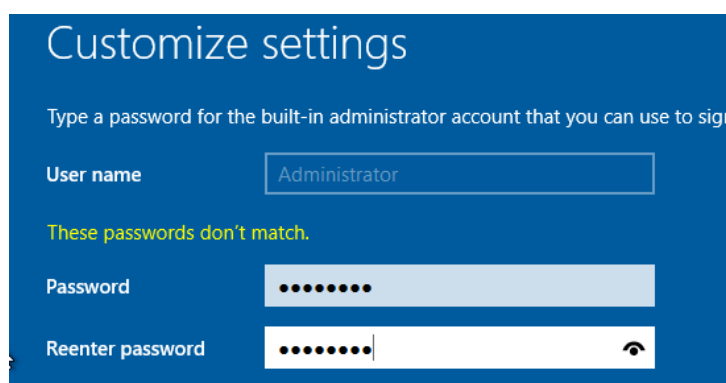 Customize settings
Type a password for the built-in administrator account that you can use to sig
User name
Administrator
These passwords don't match.
Password
••••••••
Reenter password
••••••••